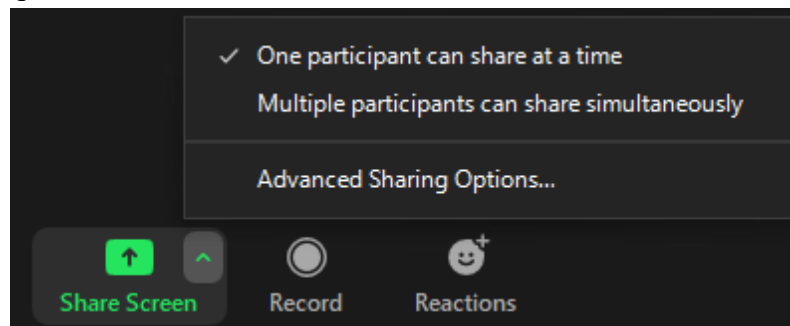 One participant can share at a time
Multiple participants can share simultaneously
Advanced Sharing Options...
Share Screen
Record
Reactions